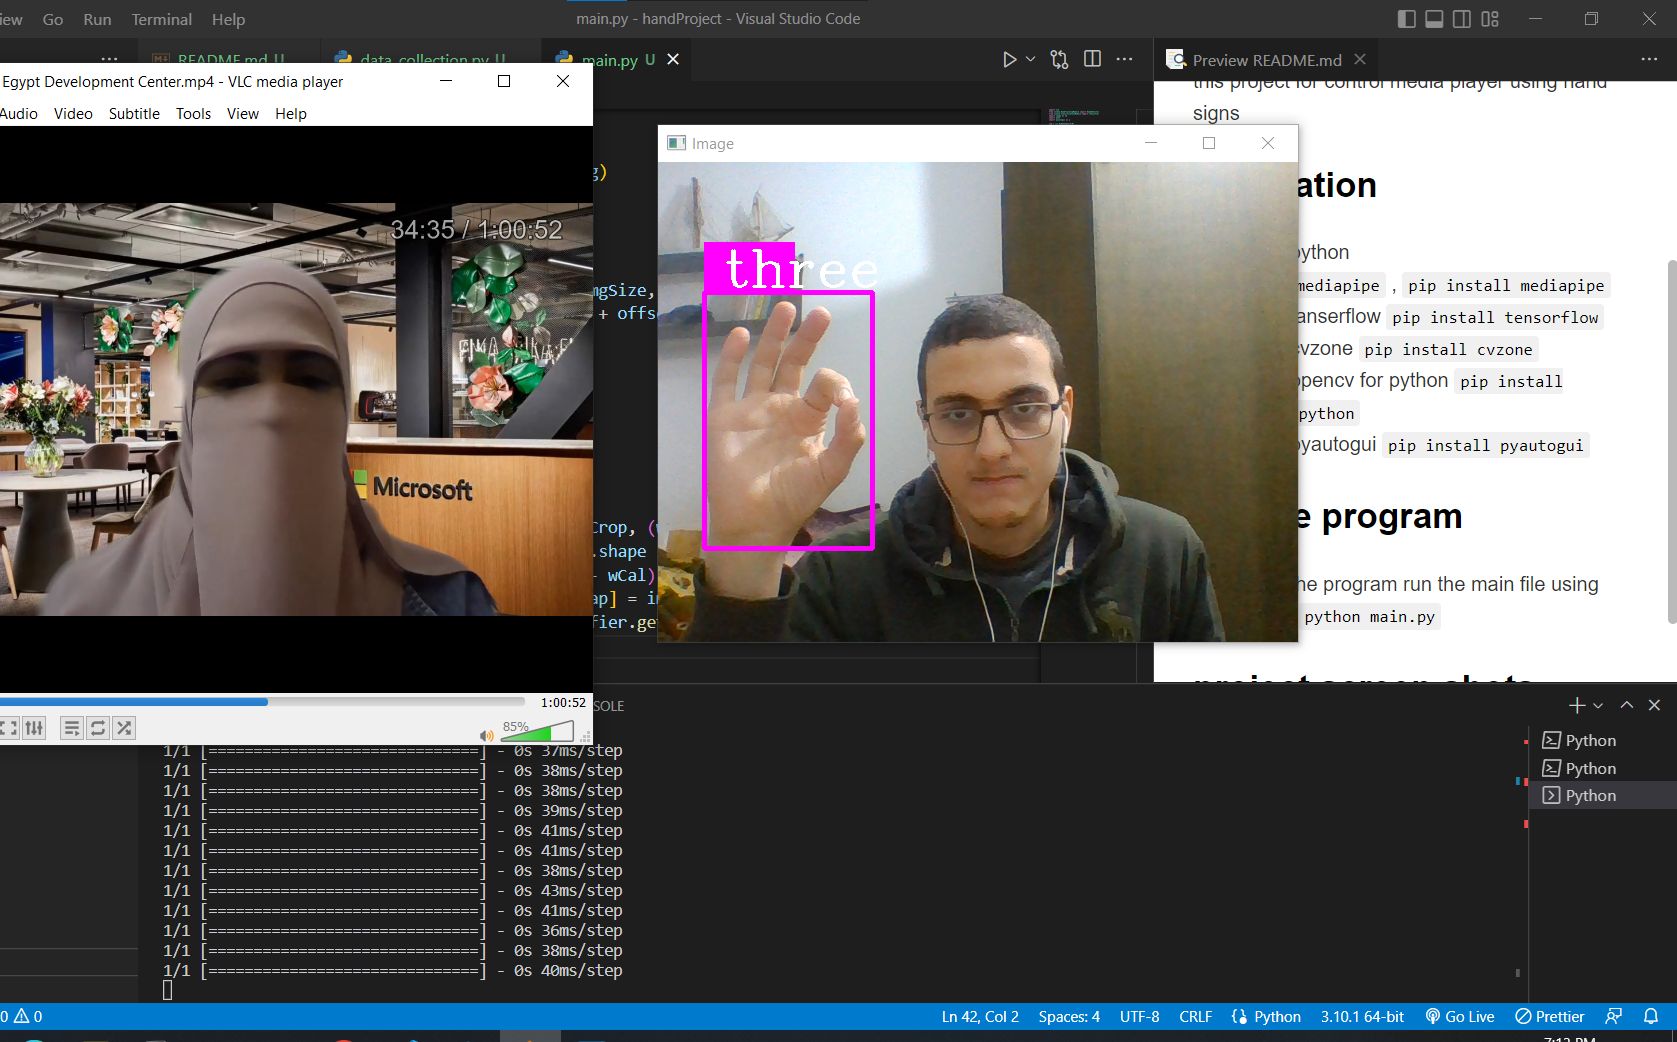 iew Go Run Terminal Help
main.py - handProject - Visual Studio Code
README.md U
data_collection.py U
main.py U
Preview README.md
Egypt Development Center.mp4 - VLC media player
Audio Video Subtitle Tools View Help
34:35 / 1:00:52
Microsoft
1:00:52
85%
g)
mgSize,
+ offs
Crop, (
.shape
- wCal)
ap] = i
fier.ge
Image
three
this project for control media player using hand
signs
ation
ython
mediapipe , pip install mediapipe
anserflow pip install tensorflow
cvzone pip install cvzone
opencv for python pip install
python
pyautogui pip install pyautogui
e program
he program run the main file using
python main.py
project screen shots
SOLE
1/1 [==============================] - 0s 37ms/step
1/1 [==============================] - 0s 38ms/step
1/1 [==============================] - 0s 38ms/step
1/1 [==============================] - 0s 39ms/step
1/1 [==============================] - 0s 41ms/step
1/1 [==============================] - 0s 41ms/step
1/1 [==============================] - 0s 38ms/step
1/1 [==============================] - 0s 43ms/step
1/1 [==============================] - 0s 41ms/step
1/1 [==============================] - 0s 36ms/step
1/1 [==============================] - 0s 38ms/step
1/1 [==============================] - 0s 40ms/step
Python
Python
Python
0 0
Ln 42, Col 2 Spaces: 4 UTF-8 CRLF Python 3.10.1 64-bit Go Live Prettier
7:12 PM